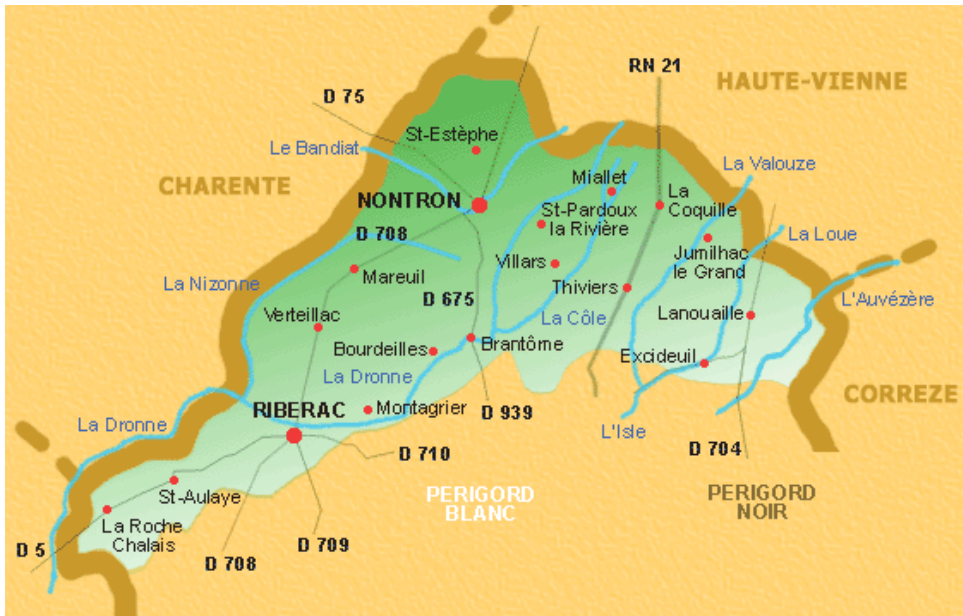 RN 21
HAUTE-VIENNE
D 75
St-Estèphe
Le Bandiat
La Valouze
CHARENTE
Miallet
NONTRON
La
Coquille
St-Pardoux
la Rivière
D 708
La Loue
Jumilhac
le Grand
Villars
Mareuil
La Nizonne
Thiviers
D 675
L'Auvézère
Verteillac
La Côle
Lanouaille
Bourdeilles
Brantôme
Excideuil
La Dronne
CORREZE
RIBERAC
Montagrier
D 939
La Dronne
L'Isle
D 704
D 710
St-Aulaye
PERIGORD
BLANC
PERIGORD
NOIR
La Roche
Chalais
D 5
D 709
D 708